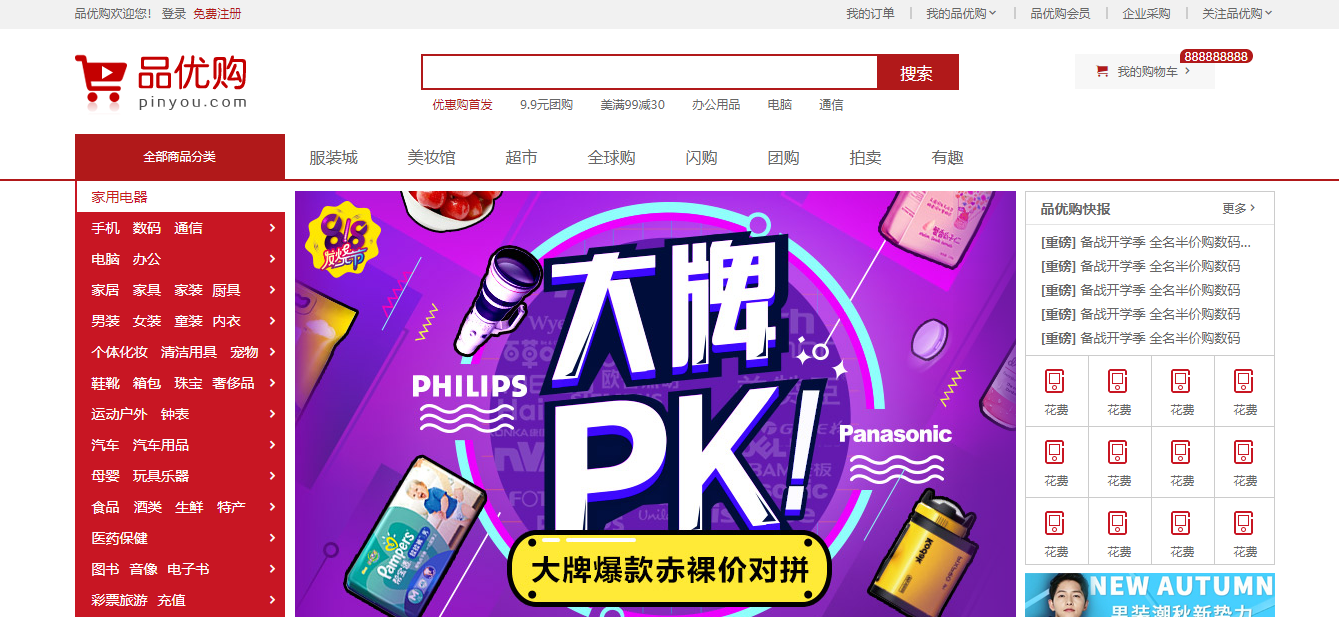 品优购欢迎您! 登录 免费注册
我的订单 我的品优购 品优购会员 企业采购 关注品优购
品优购
pinyou.com
搜索
888888888
我的购物车
优惠购首发 9.9元团购 美满99减30 办公用品 电脑 通信
全部商品分类 服装城 美妆馆 超市 全球购 闪购 团购 拍卖 有趣
家用电器
手机 数码 通信
电脑 办公
家居 家具 家装 厨具
男装 女装 童装 内衣
个体化妆 清洁用具 宠物
鞋靴 箱包 珠宝 奢侈品
运动户外 钟表
汽车 汽车用品
母婴 玩具乐器
食品 酒类 生鲜 特产
医药保健
图书 音像 电子书
彩票旅游 充值
818
大牌
PK!
PHILIPS
Panasonic
Pampers
Kodak
大牌爆款赤裸价对拼
品优购快报 更多
[重磅] 备战开学季 全名半价购数码...
[重磅] 备战开学季 全名半价购数码
[重磅] 备战开学季 全名半价购数码
[重磅] 备战开学季 全名半价购数码
[重磅] 备战开学季 全名半价购数码
花费 花费 花费 花费
花费 花费 花费 花费
花费 花费 花费 花费
NEW AUTUMN
男装潮秋新势力